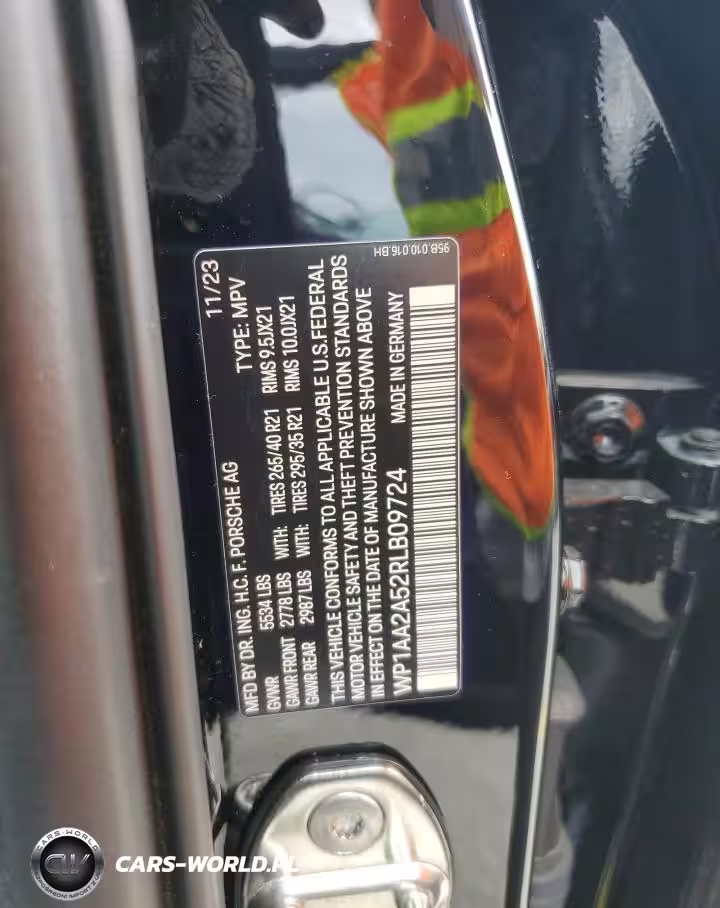 MFD BY DR. ING. H.C. F. PORSCHE AG 11/23
GVWR 5534 LBS TYPE: MPV
GAWR FRONT 2778 LBS WITH: TIRES 265/40 R21 RIMS 9.5JX21
GAWR REAR 2987 LBS WITH: TIRES 295/35 R21 RIMS 10.0JX21
THIS VEHICLE CONFORMS TO ALL APPLICABLE U.S.FEDERAL
MOTOR VEHICLE SAFETY AND THEFT PREVENTION STANDARDS
IN EFFECT ON THE DATE OF MANUFACTURE SHOWN ABOVE
WP1AA2A52RLB09724 MADE IN GERMANY
95B.010.016.BH
CARS-WORLD
CW
CARS-WORLD.PL